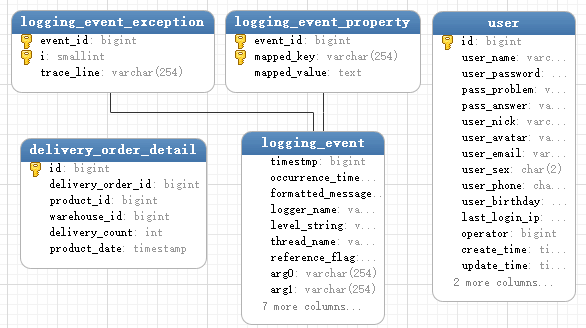 logging_event_exception
event_id: bigint
i: smallint
trace_line: varchar(254)
logging_event_property
event_id: bigint
mapped_key: varchar(254)
mapped_value: text
user
id: bigint
user_name: varc...
user_password: ...
pass_problem: v...
pass_answer: va...
user_nick: varc...
user_avatar: va...
user_email: var...
user_sex: char(2)
user_phone: cha...
user_birthday: ...
last_login_ip: ...
operator: bigint
create_time: ti...
update_time: ti...
2 more columns...
delivery_order_detail
id: bigint
delivery_order_id: bigint
product_id: bigint
warehouse_id: bigint
delivery_count: int
product_date: timestamp
logging_event
timestmp: bigint
occurrence_time...
formatted_message...
logger_name: va...
level_string: v...
thread_name: va...
reference_flag:...
arg0: varchar(254)
arg1: varchar(254)
7 more columns...